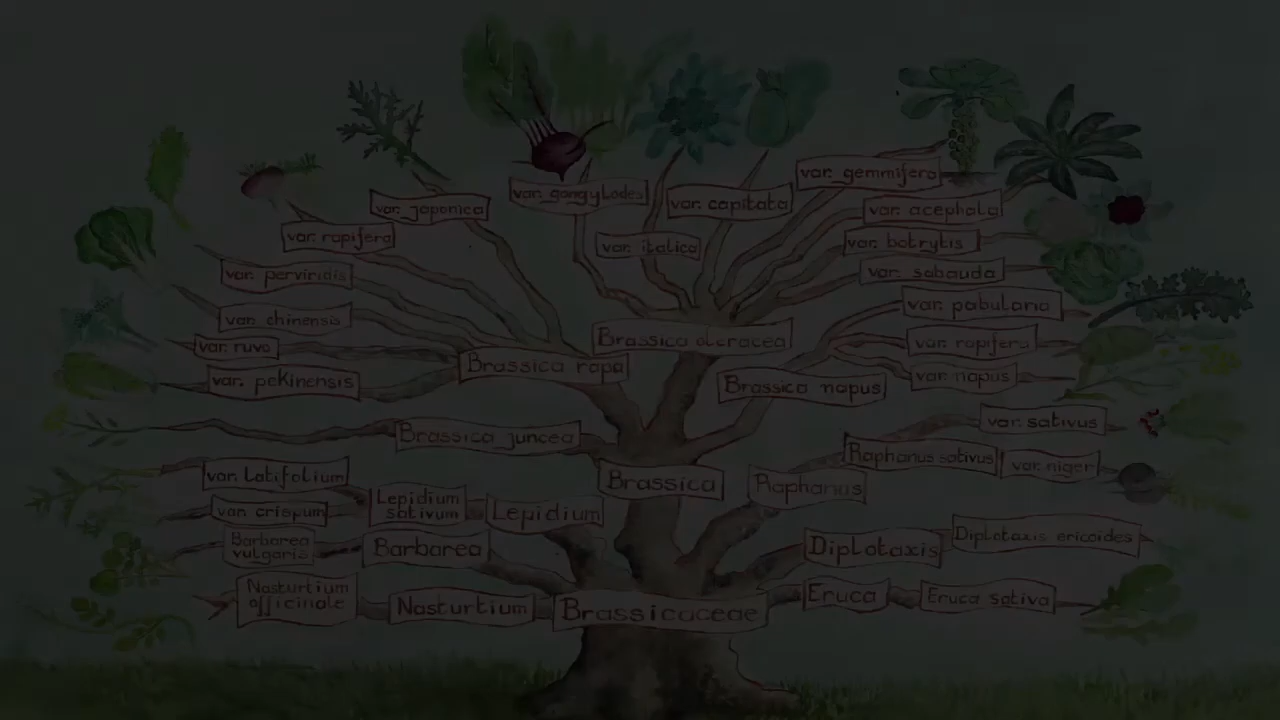 var. gemmifera
var. gongylodes
var. capitata
var. japonica
var. acephala
var. rapifera
var. italica
var. botrytis
var. perviridis
var. sabauda
var. chinensis
var. pabularia
Brassica oleracea
var. ruvo
var. rapifera
Brassica rapa
var. pekinensis
Brassica napus
var. napus
var. sativus
Brassica juncea
Raphanus sativus
var. niger
var. latifolium
Brassica
Raphanus
Lepidium
sativum
Lepidium
var. crispum
Barbarea
vulgaris
Barbarea
Diplotaxis
Diplotaxis ericoides
Nasturtium
officinale
Nasturtium
Brassicaceae
Eruca
Eruca sativa